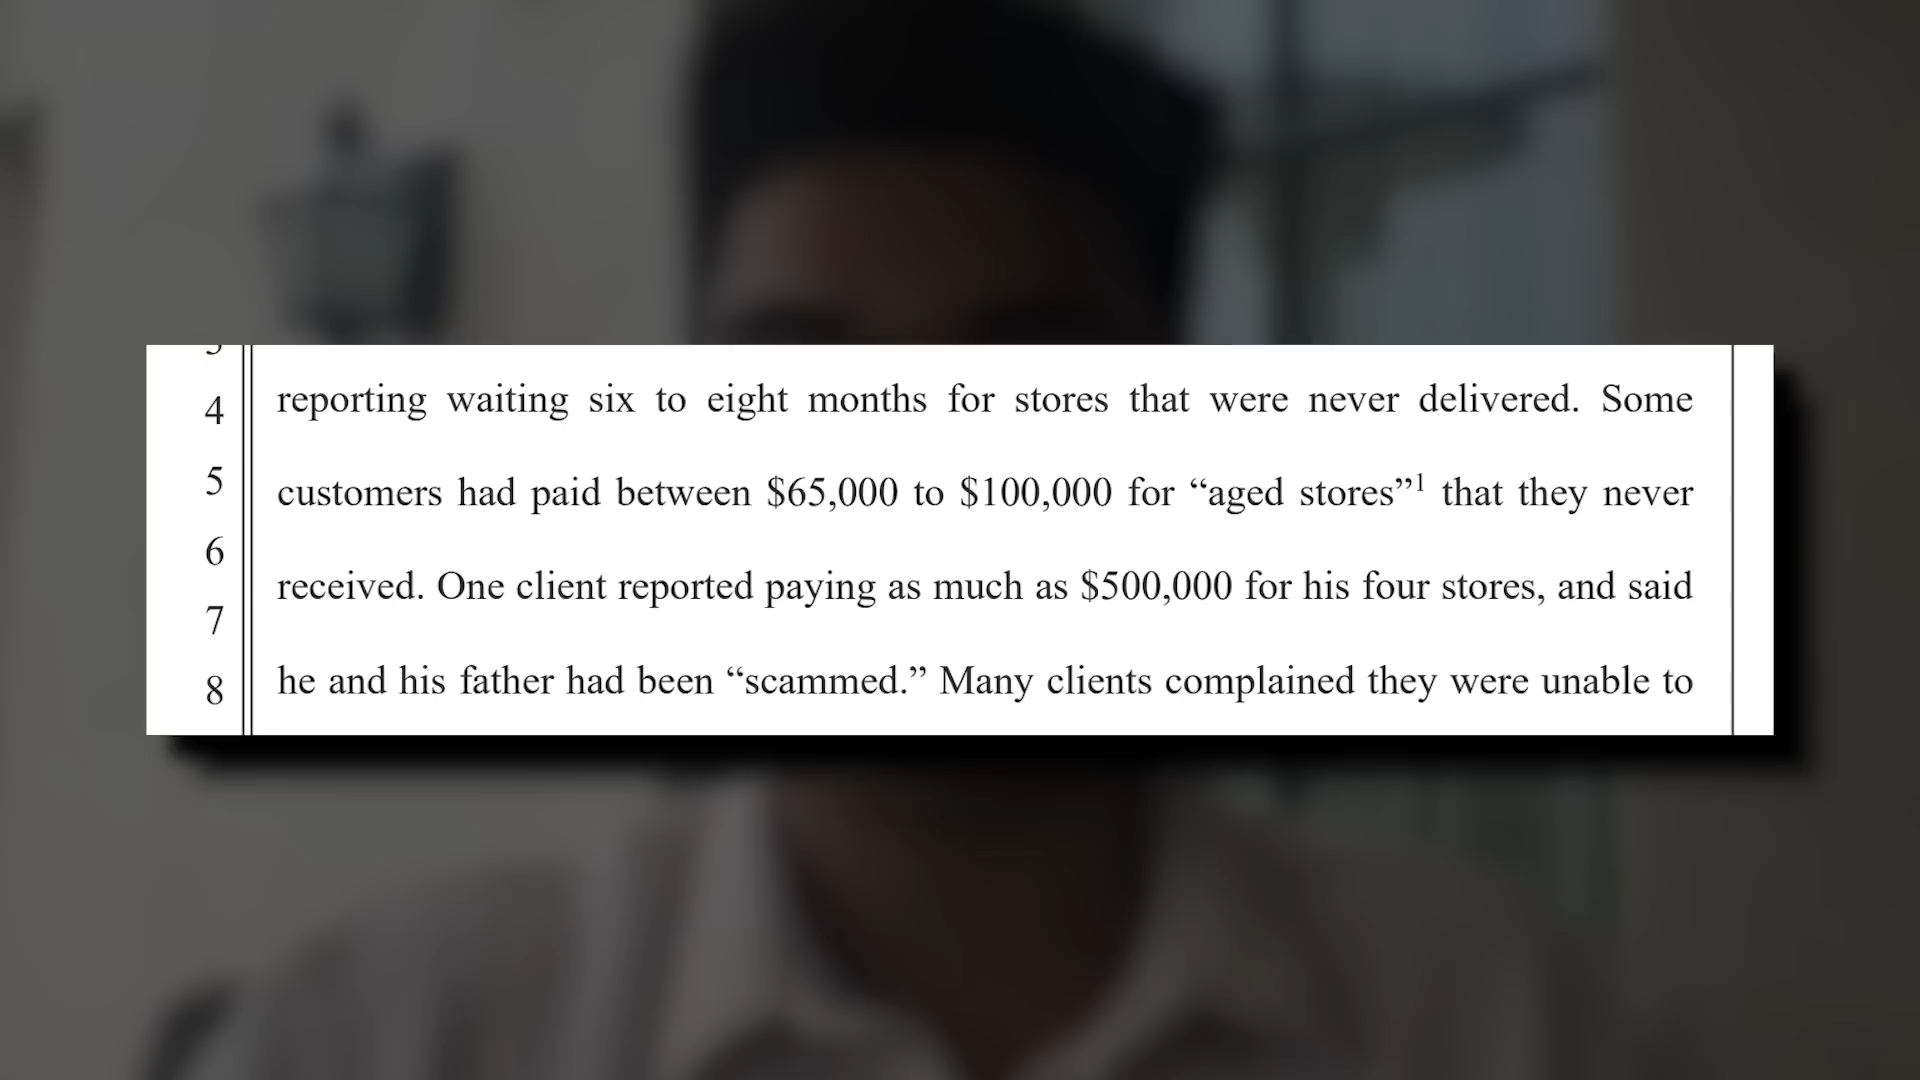 4 reporting waiting six to eight months for stores that were never delivered. Some
5 customers had paid between $65,000 to $100,000 for “aged stores”1 that they never
6 received. One client reported paying as much as $500,000 for his four stores, and said
7 he and his father had been “scammed.” Many clients complained they were unable to
8